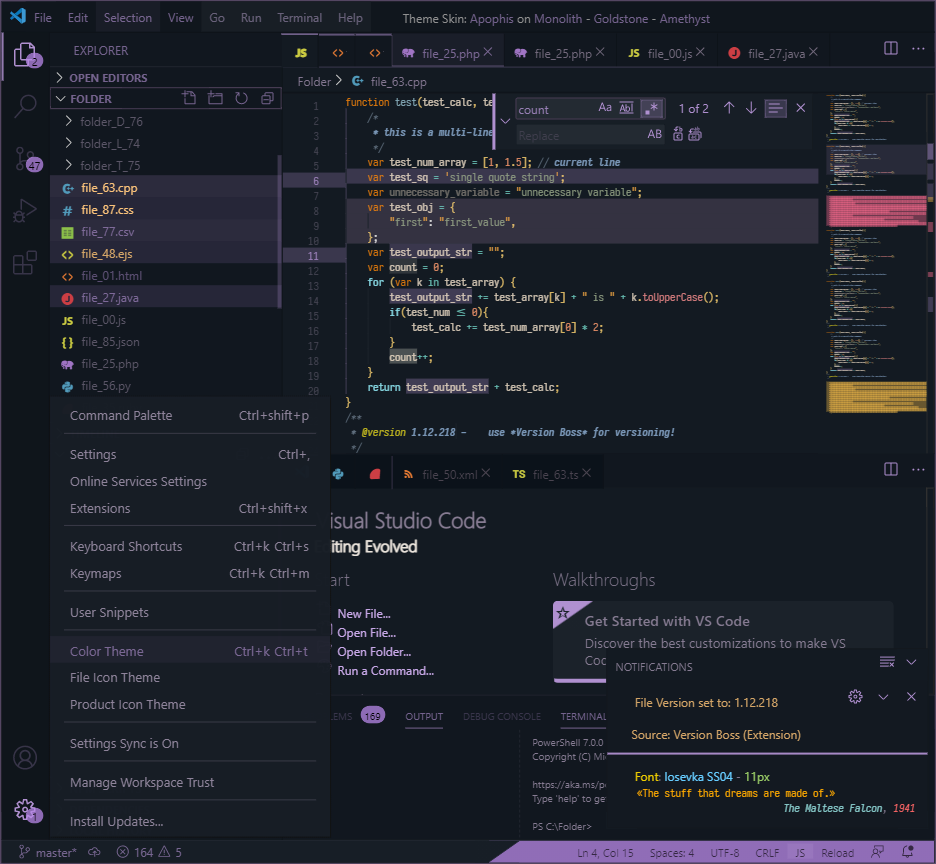 File Edit Selection View Go Run Terminal Help Theme Skin: Apophis on Monolith - Goldstone - Amethyst
2
EXPLORER
JS <> <> file_25.php file_25.php JS file_00.js file_27.java
OPEN EDITORS
Folder > file_63.cpp
FOLDER
folder_D_76
folder_L_74
47
folder_T_75
file_63.cpp
# file_87.css
file_77.csv
<> file_48.ejs
<> file_01.html
file_27.java
JS file_00.js
{} file_85.json
file_25.php
file_56.py
count Aa Abl .* 1 of 2
Replace AB
1 function test(test_calc, te
2 /*
3 * this is a multi-line
4 */
5 var test_num_array = [1, 1.5]; // current line
6 var test_sq = 'single quote string';
7 var unnecessary_variable = "unnecessary variable";
8 var test_obj = {
9 "first": "first_value",
10 };
11 var test_output_str = "";
12 var count = 0;
13 for (var k in test_array) {
14 test_output_str += test_array[k] + " is " + k.toUpperCase();
15 if(test_num ≤ 0){
16 test_calc += test_num_array[0] * 2;
17 }
18 count++;
19 }
20 return test_output_str + test_calc;
}
/**
* @version 1.12.218 - use *Version Boss* for versioning!
*/
Command Palette Ctrl+shift+p
Settings Ctrl+,
Online Services Settings
Extensions Ctrl+shift+x
Keyboard Shortcuts Ctrl+k Ctrl+s
Keymaps Ctrl+k Ctrl+m
User Snippets
Color Theme Ctrl+k Ctrl+t
File Icon Theme
Product Icon Theme
Settings Sync is On
Manage Workspace Trust
Install Updates...
1
file_50.xml TS file_63.ts
isual Studio Code
iting Evolved
art
New File...
Open File...
Open Folder...
Run a Command...
Walkthroughs
Get Started with VS Code
Discover the best customizations to make VS
Coc
LEMS 169 OUTPUT DEBUG CONSOLE TERMINAL
PowerShell 7.0.0
Copyright (C) Mic
https://aka.ms/po
Type 'help' to get
PS C:\Folder>
NOTIFICATIONS
File Version set to: 1.12.218
Source: Version Boss (Extension)
Font: Iosevka SS04 - 11px
«The stuff that dreams are made of.»
The Maltese Falcon, 1941
master* 164 5 Ln 4, Col 15 Spaces: 4 UTF-8 CRLF JS Reload